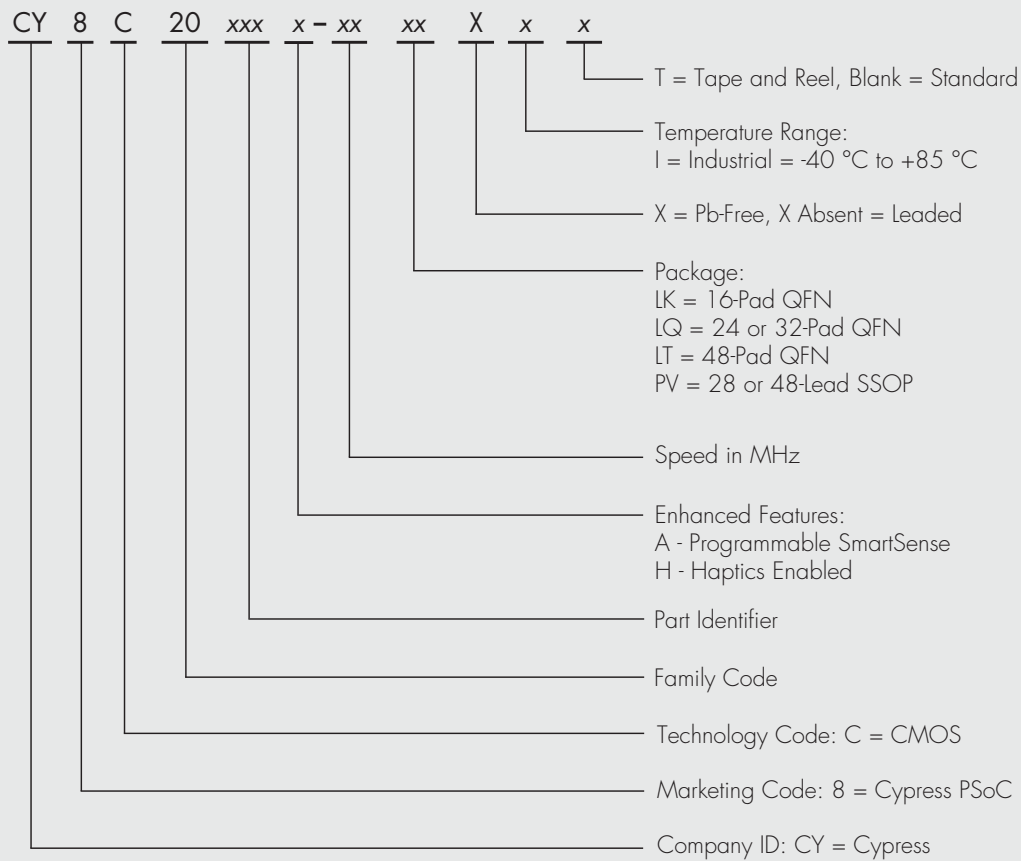 CY 8 C 20 xxx x – xx xx X x x
T = Tape and Reel, Blank = Standard
Temperature Range:
I = Industrial = -40 ºC to +85 ºC
X = Pb-Free, X Absent = Leaded
Package:
LK = 16-Pad QFN
LQ = 24 or 32-Pad QFN
LT = 48-Pad QFN
PV = 28 or 48-Lead SSOP
Speed in MHz
Enhanced Features:
A - Programmable SmartSense
H - Haptics Enabled
Part Identifier
Family Code
Technology Code: C = CMOS
Marketing Code: 8 = Cypress PSoC
Company ID: CY = Cypress